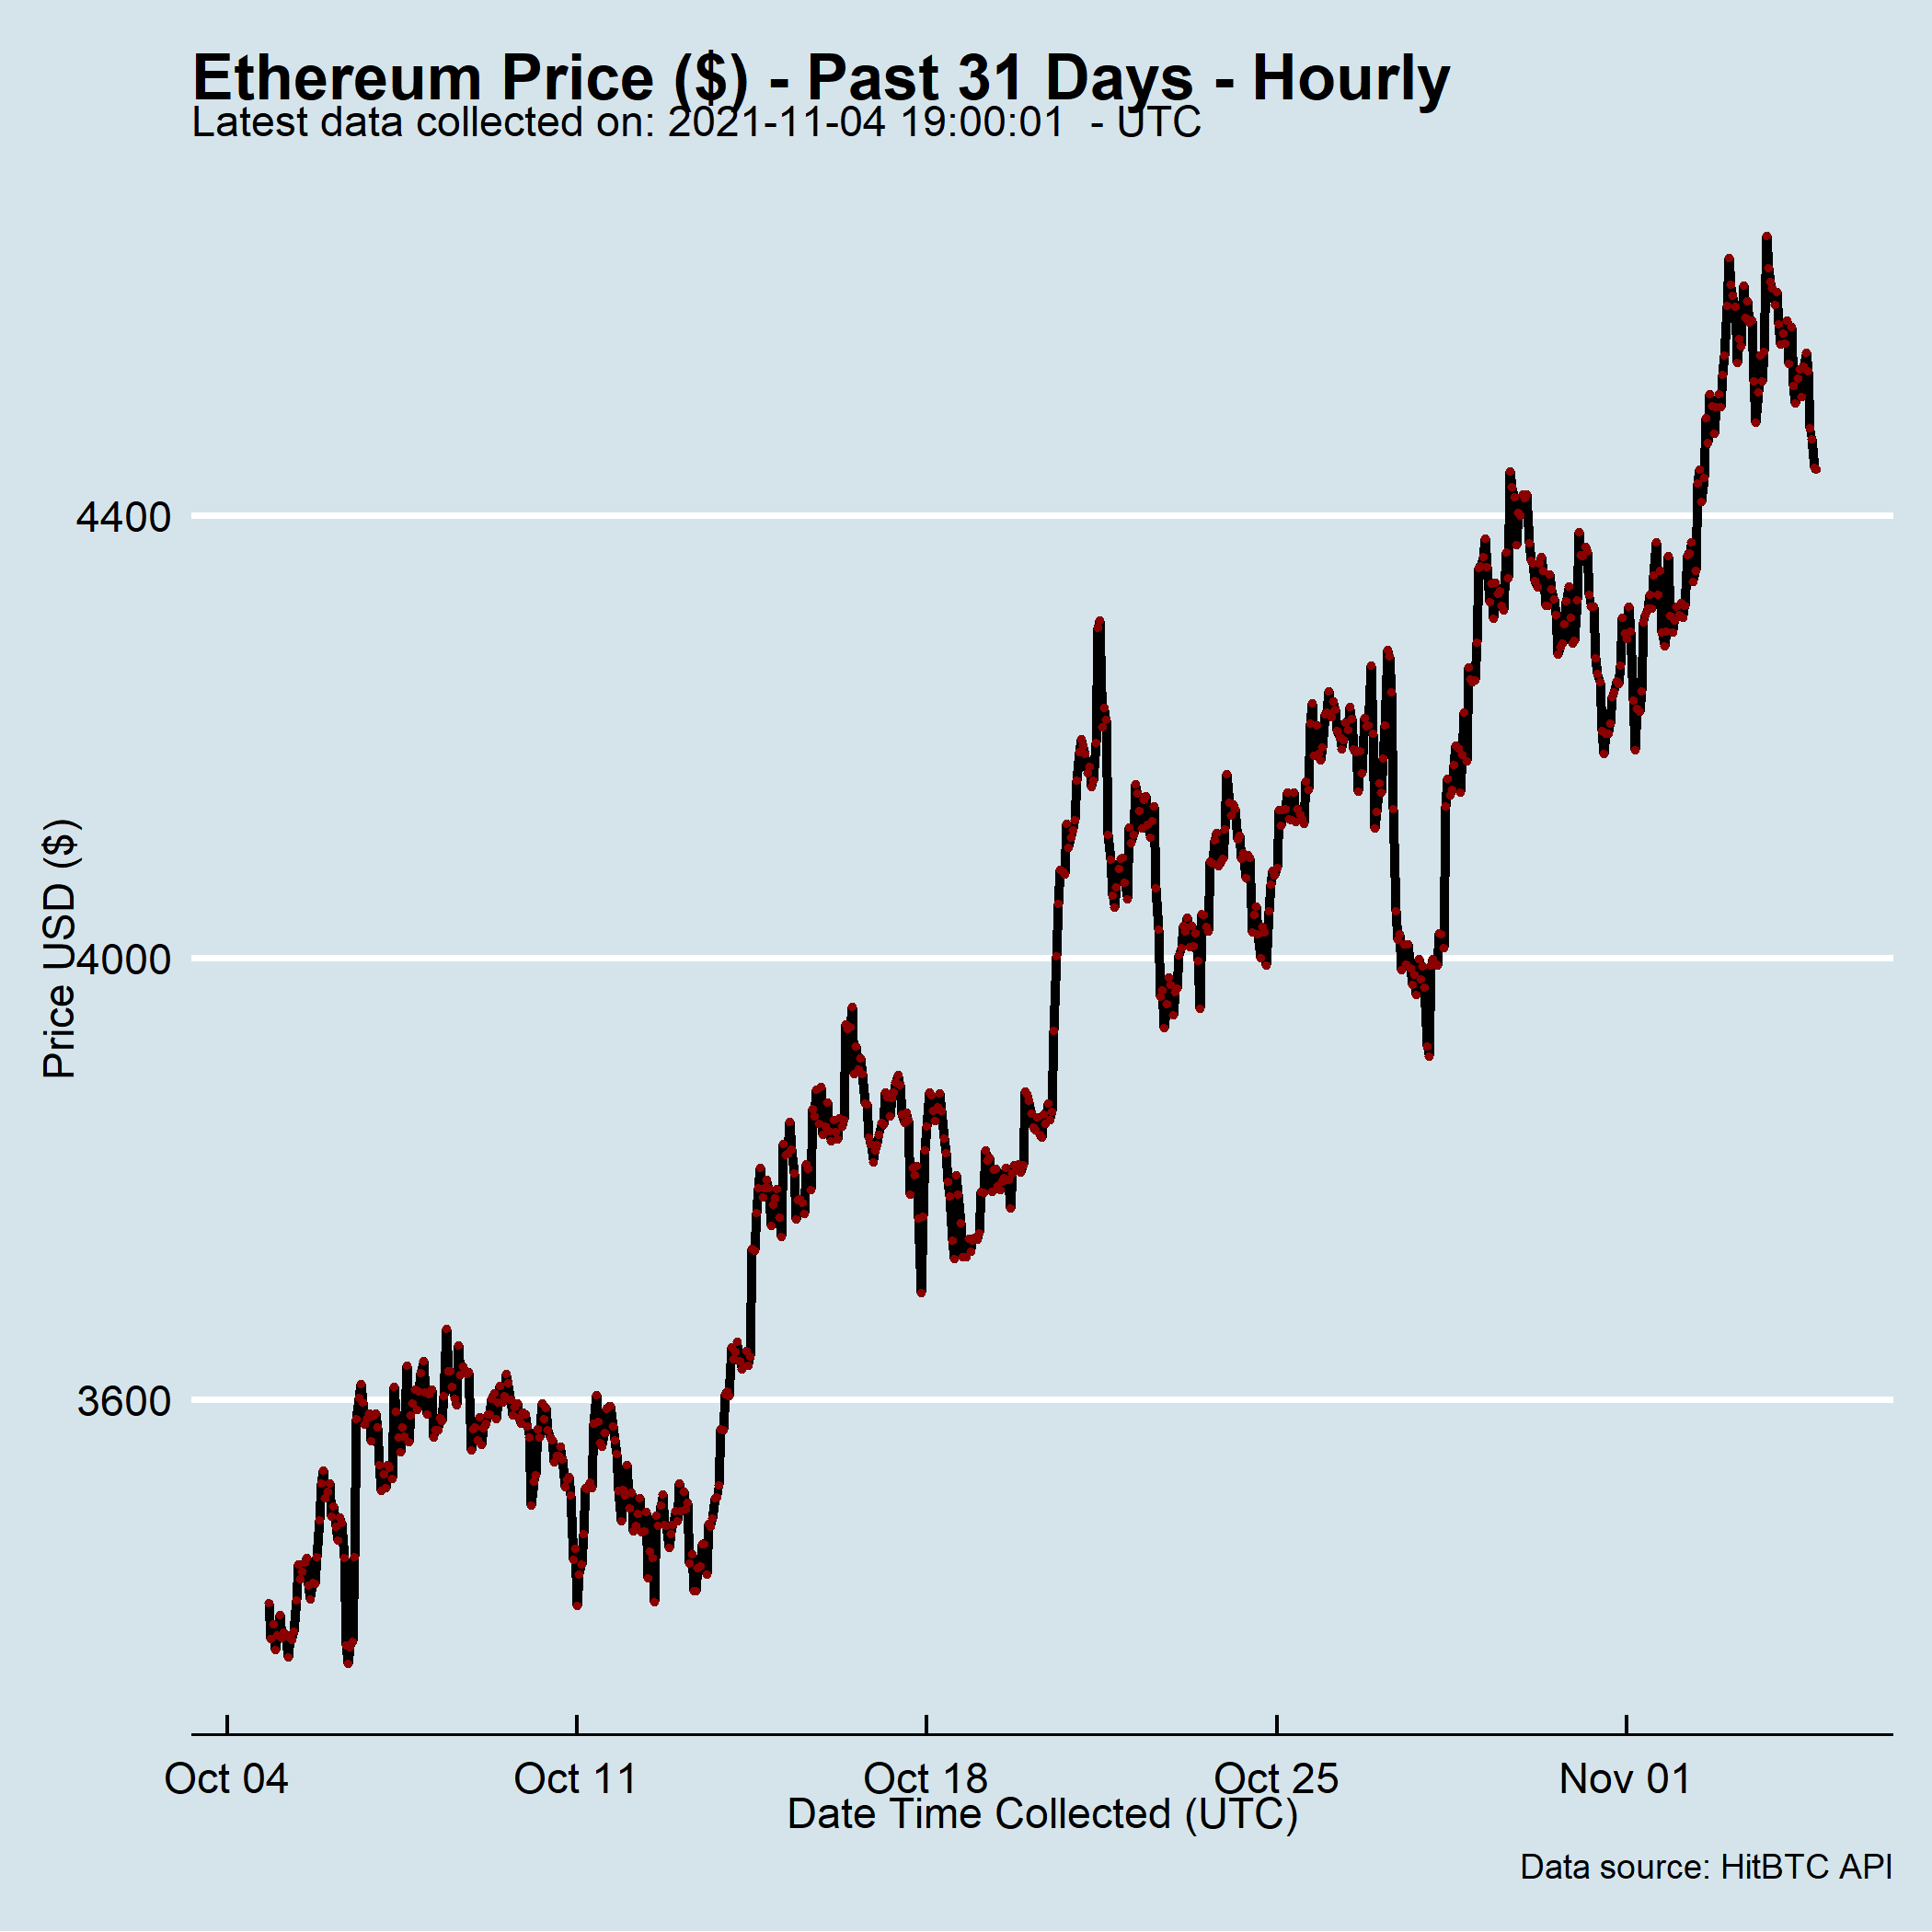 Ethereum Price ($) - Past 31 Days - Hourly
Latest data collected on: 2021-11-04 19:00:01  - UTC
4400
4000
3600
Price USD ($)
Oct 04
Oct 11
Oct 18
Oct 25
Nov 01
Date Time Collected (UTC)
Data source: HitBTC API